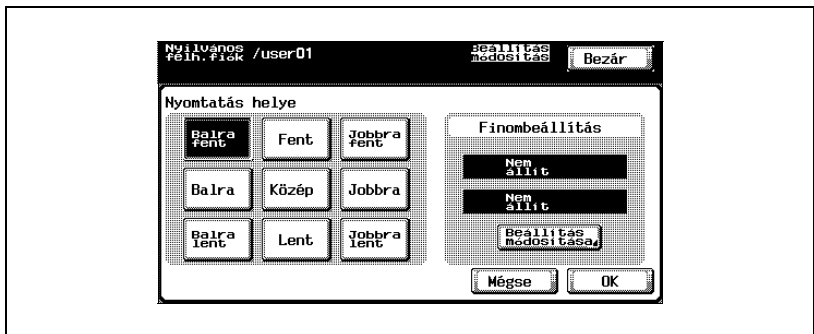 Nyilvános
félh.fiók /user01
Beállítás
módosítás
Bezár
Nyomtatás helye
Balra
fent
Fent
Jobbra
fent
Balra
Közép
Jobbra
Balra
lent
Lent
Jobbra
lent
Finombeállítás
Nem
állít
Nem
állít
Beállítás
módosítása
Mégse
OK